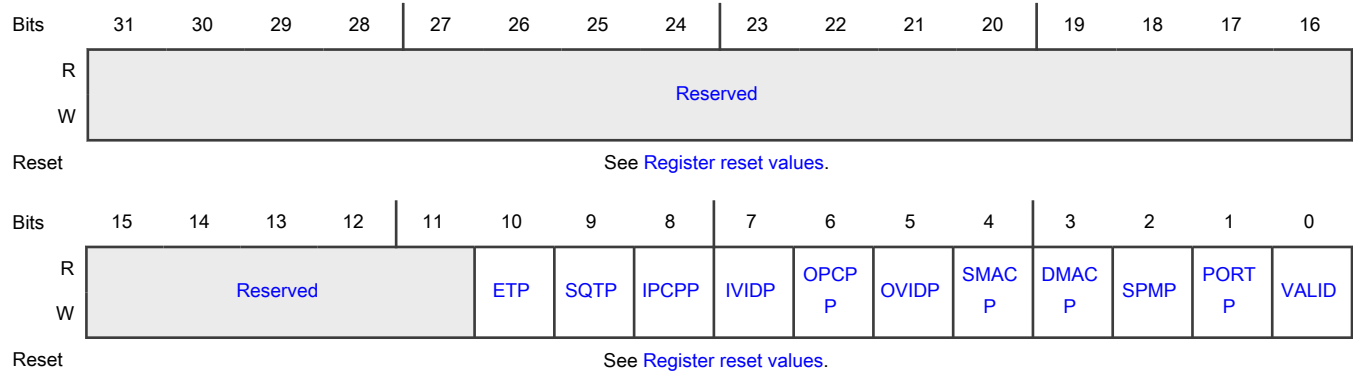 Bits 31 30 29 28 27 26 25 24 23 22 21 20 19 18 17 16
R
Reserved
W
Reset See Register reset values.
Bits 15 14 13 12 11 10 9 8 7 6 5 4 3 2 1 0
R
Reserved ETP SQTP IPCPP IVIDP OPCP P OVIDP SMAC P DMAC P SPMP PORT P VALID
W
Reset See Register reset values.